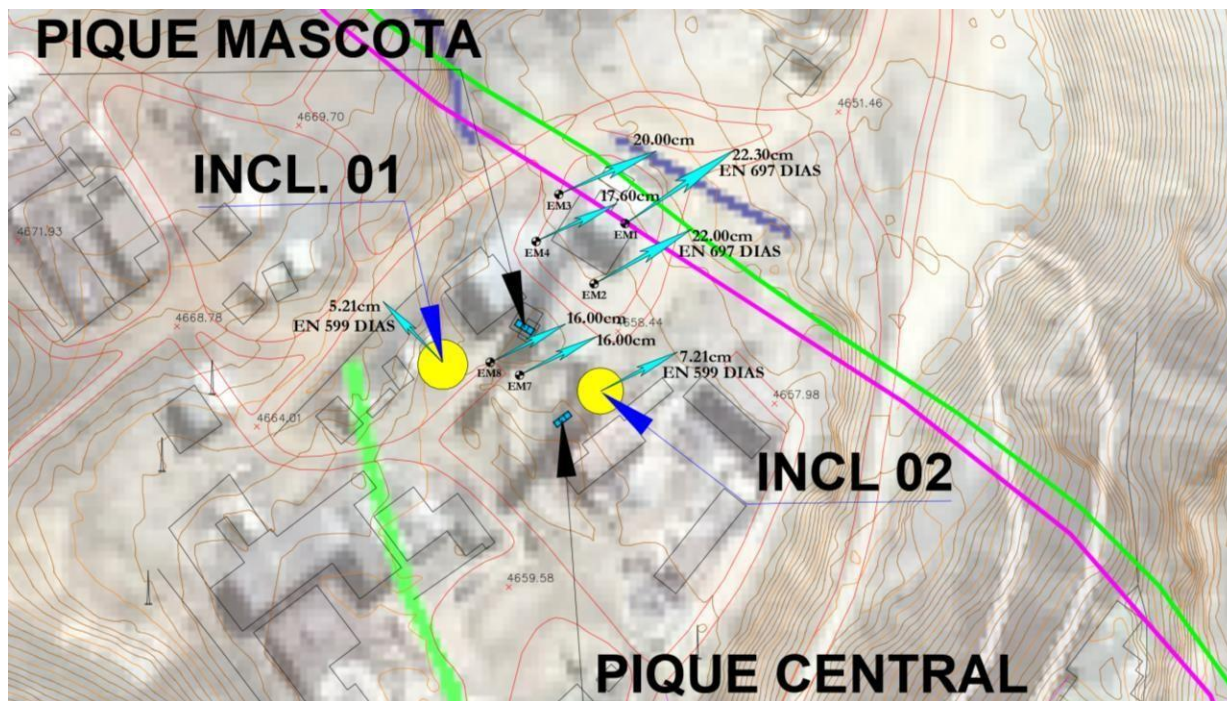 PIQUE MASCOTA
4669.70
4651.46
20.00cm
22.30cm
EN 697 DIAS
INCL. 01
17.60cm
EM3
EM1
4671.93
EM4
22.00cm
EN 697 DIAS
EM2
5.21cm
EN 599 DIAS
4668.78
16.00cm
4658.44
16.00cm
7.21cm
EN 599 DIAS
EM8
EM7
4657.98
4664.01
INCL 02
4659.58
PIQUE CENTRAL